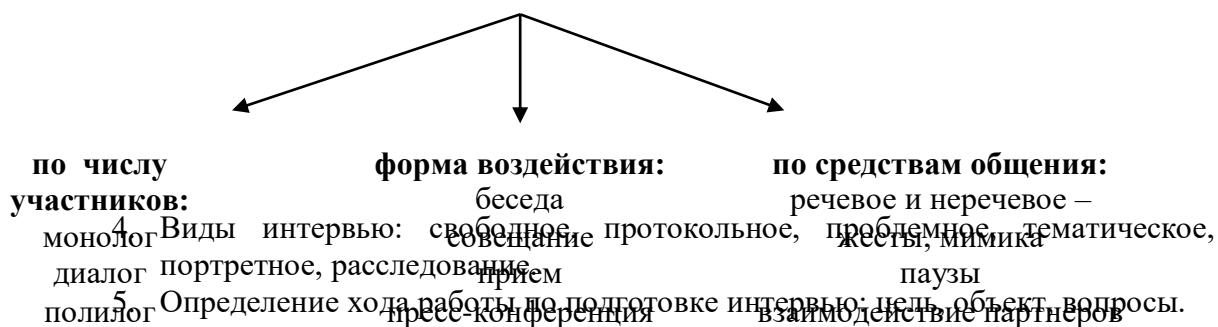 по числу участников:
монолог
диалог
полилог
форма воздействия:
беседа
совещание
прием
пресс-конференция
по средствам общения:
речевое и неречевое –
жесты, мимика
паузы
взаимодействие партнеров
4. Виды интервью: свободное, протокольное, проблемное, тематическое,
портретное, расследование.
5. Определение хода работы по подготовке интервью: цель, объект, вопросы.